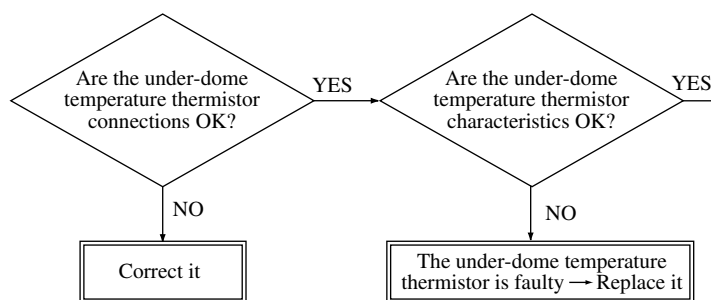 Are the under-dome
temperature thermistor
connections OK?
YES
Are the under-dome
temperature thermistor
characteristics OK?
YES
NO
NO
Correct it
The under-dome temperature
thermistor is faulty → Replace it